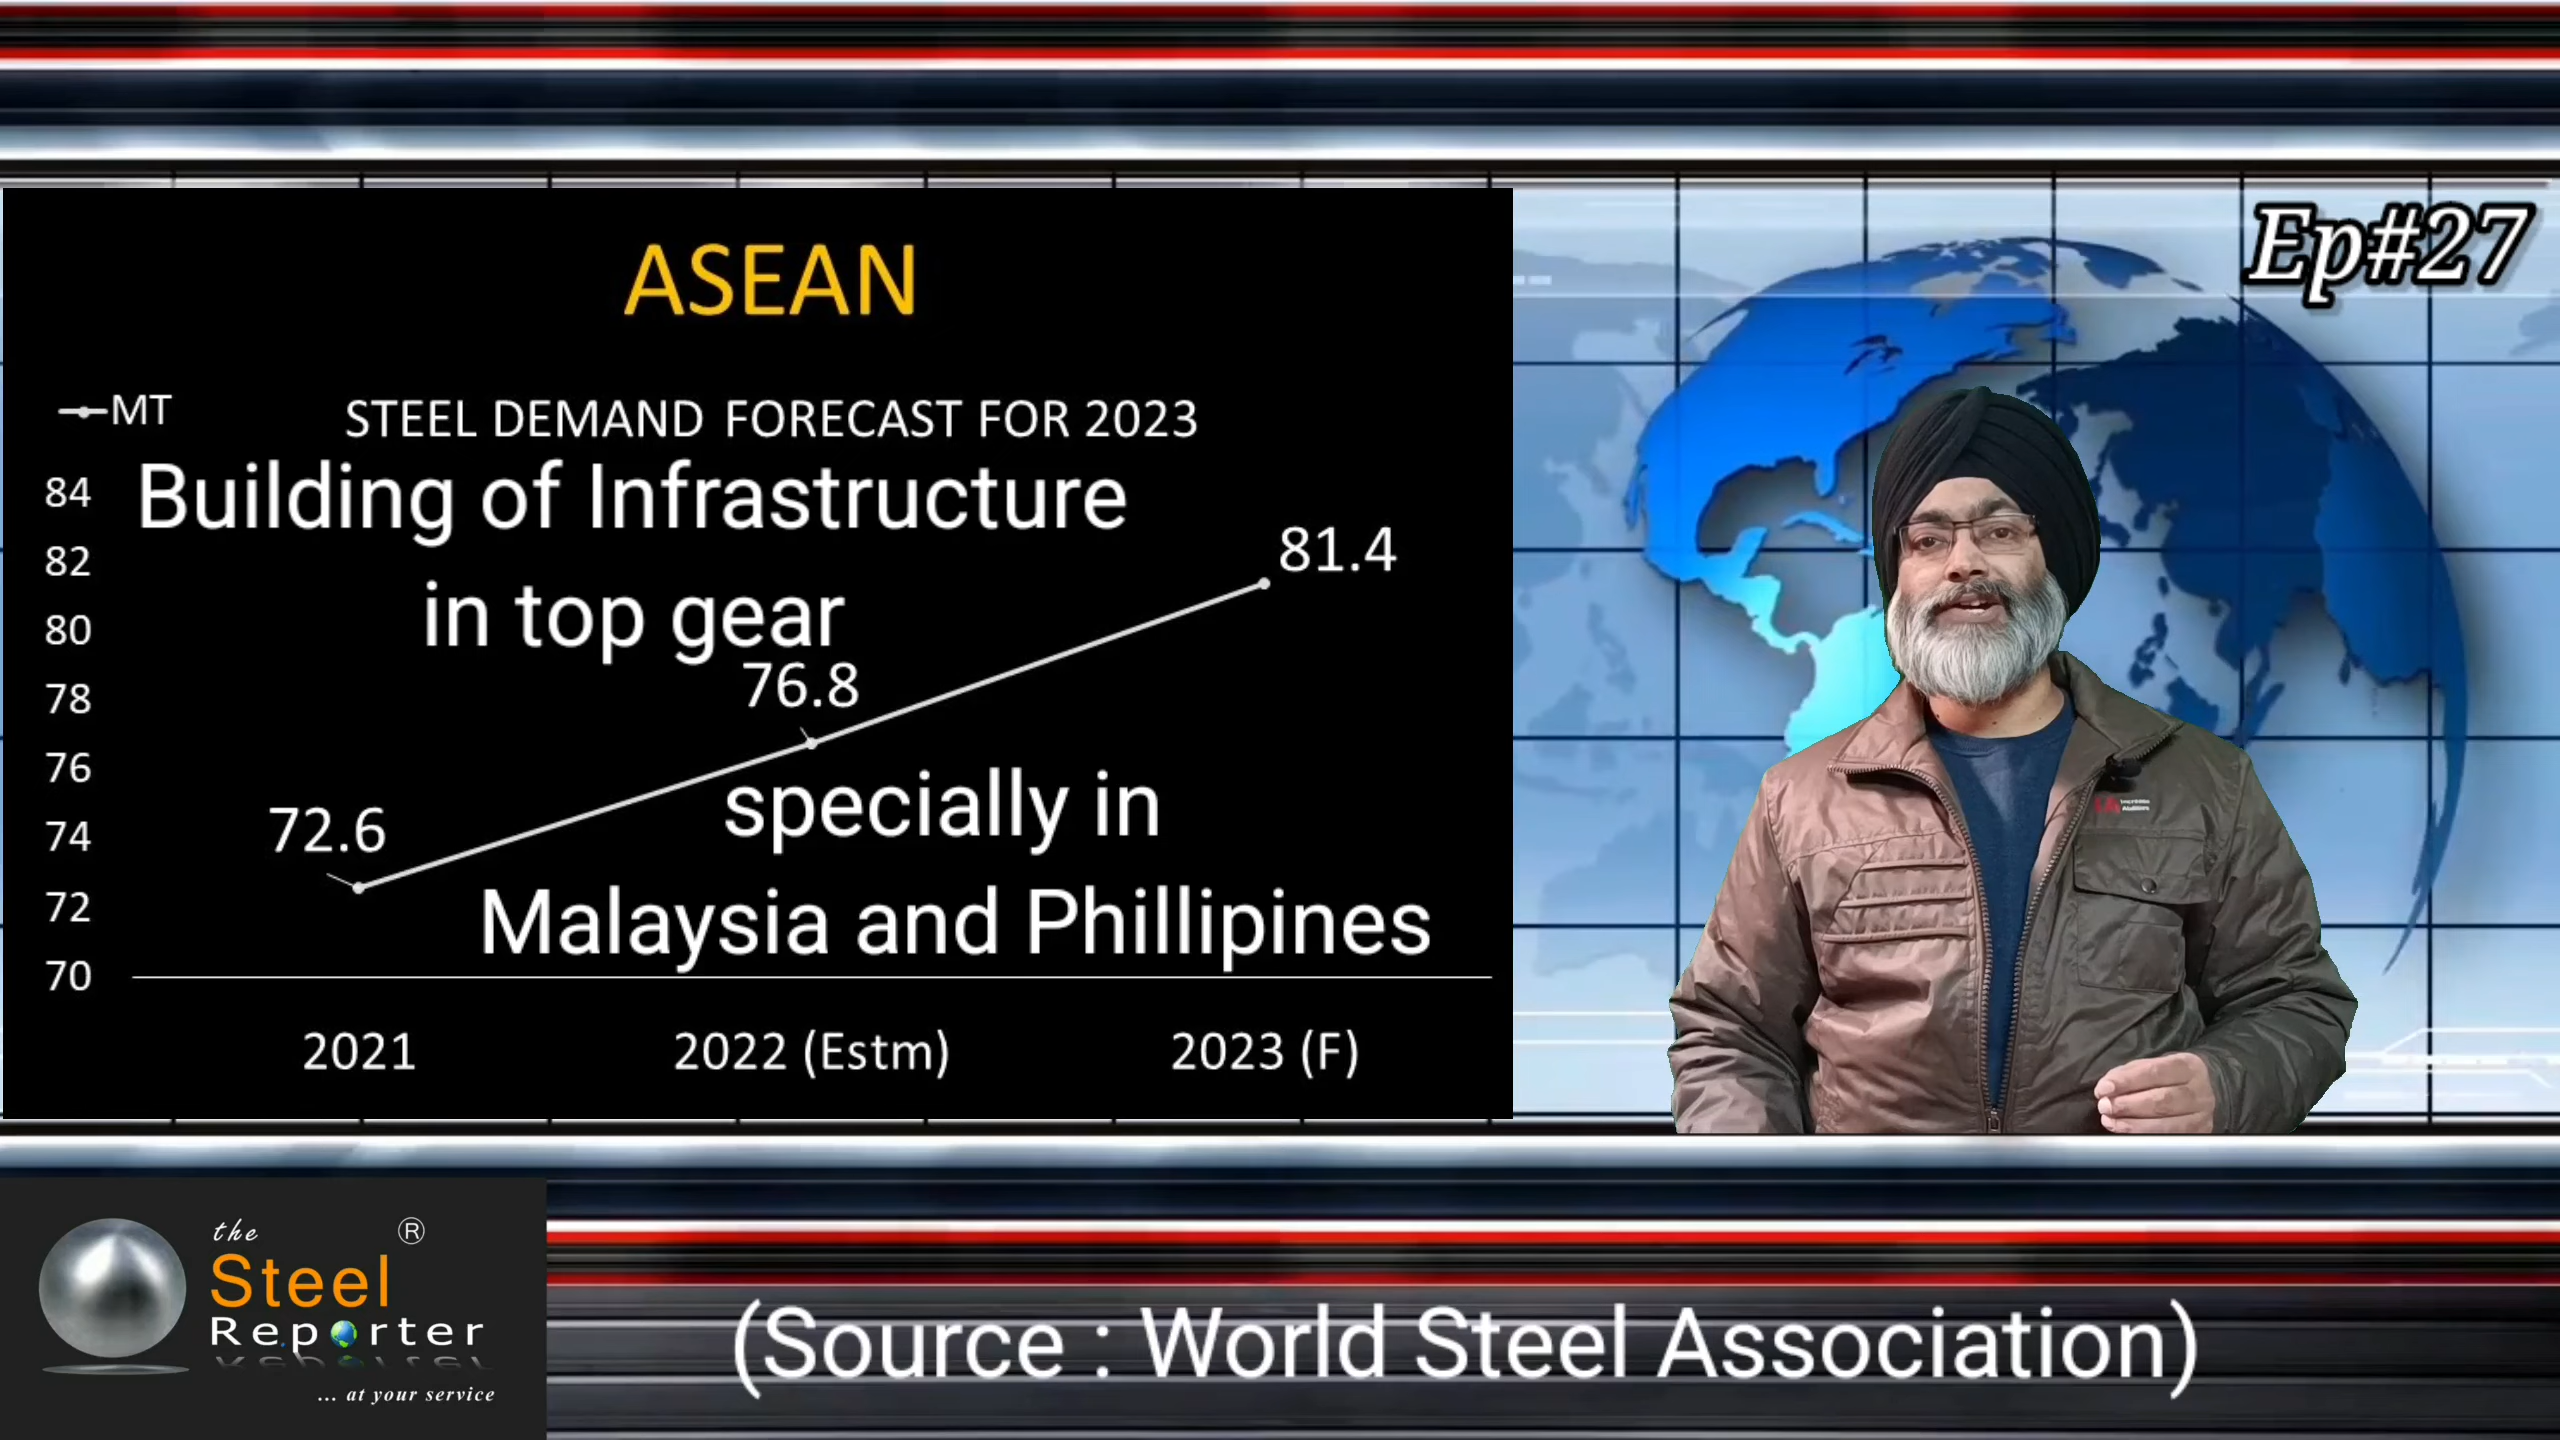 Ep#27
ASEAN
MT
STEEL DEMAND FORECAST FOR 2023
Building of Infrastructure
in top gear
specially in
Malaysia and Phillipines
84
82
80
78
76
74
72
70
72.6
76.8
81.4
2021
2022 (Estm)
2023 (F)
the
Steel ®
Reporter
... at your service
(Source : World Steel Association)